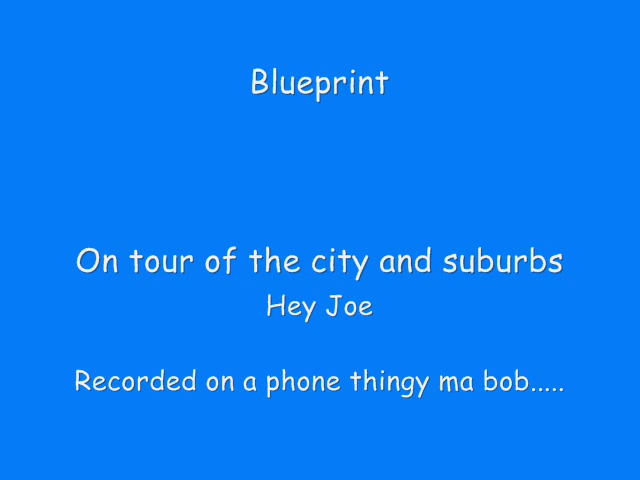 Blueprint
On tour of the city and suburbs
Hey Joe
Recorded on a phone thingy ma bob.....